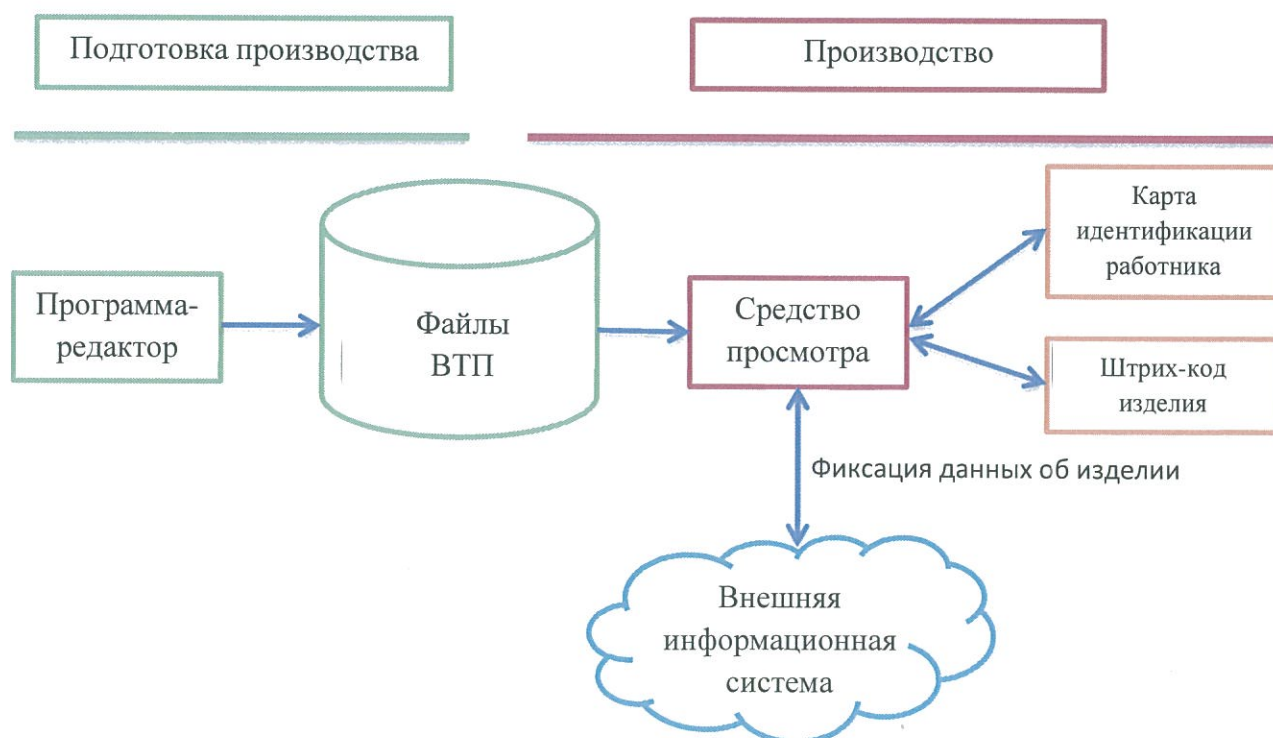 Подготовка производства
Производство
Программа-
редактор
Файлы
ВТП
Средство
просмотра
Карта
идентификации
работника
Штрих-код
изделия
Фиксация данных об изделии
Внешняя
информационная
система